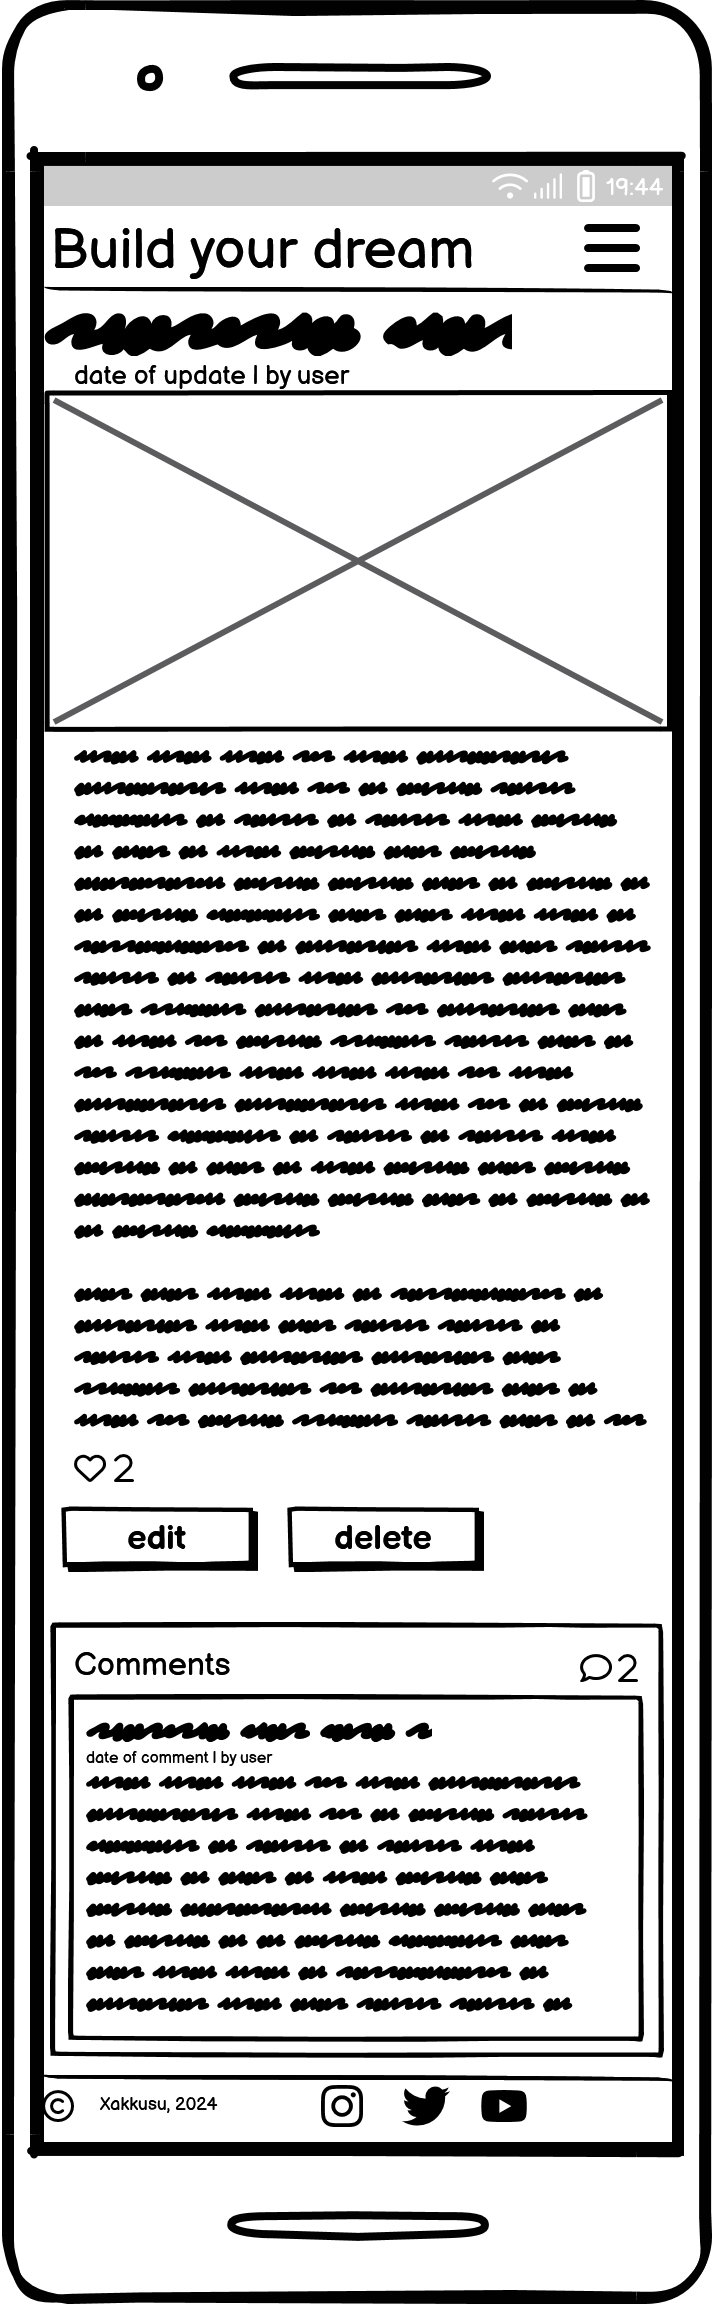 19:44
Build your dream
date of update | by user
2
edit delete
Comments 2
date of comment | by user
© Xakkusu, 2024